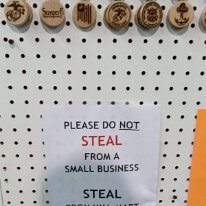 PLEASE DO NOT
STEAL
FROM A
SMALL BUSINESS
STEAL